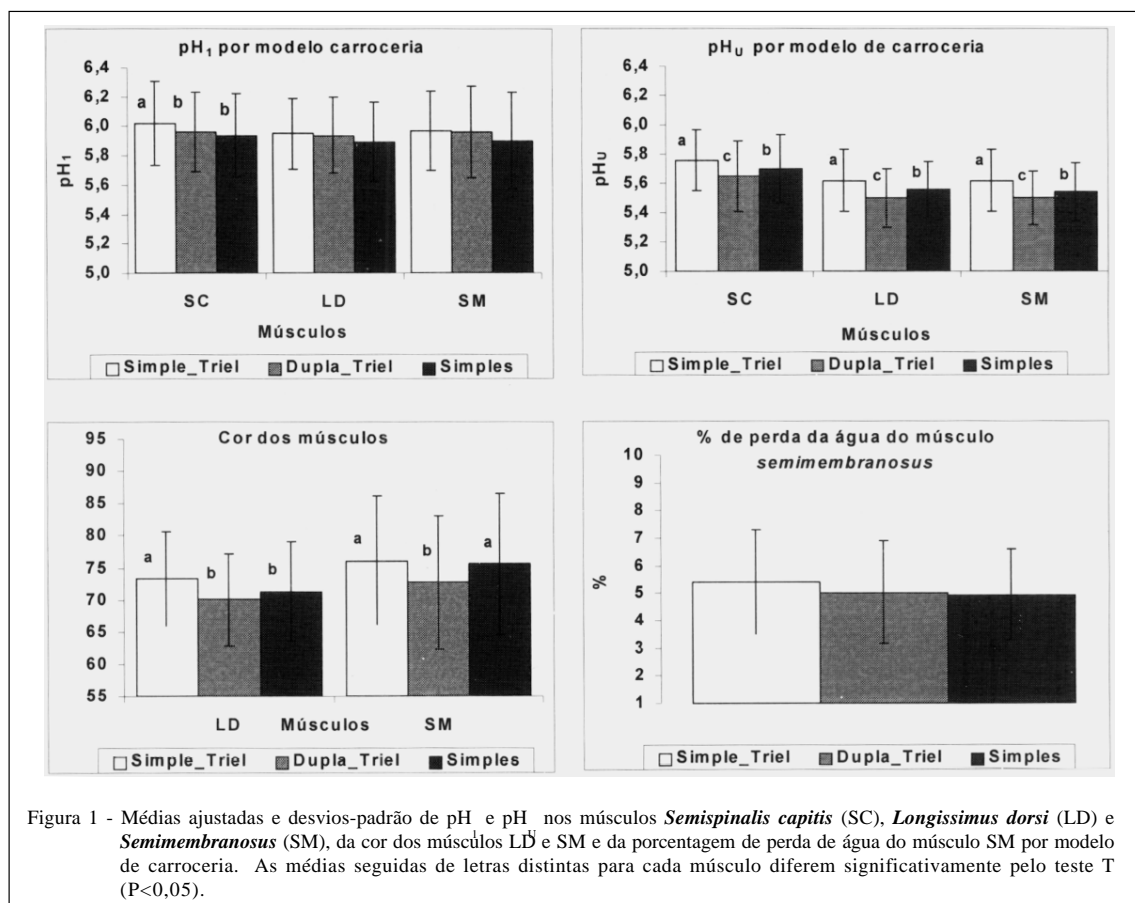 pH₁ por modelo carroceria
6,4
6,2
6,0
5,8
5,6
5,4
5,2
5,0
pH₁
a b b
SC LD SM
Músculos
Simple_Triel Dupla_Triel Simples
pHU por modelo de carroceria
6,4
6,2
6,0
5,8
5,6
5,4
5,2
5,0
pHU
a c b a c b a c b
SC LD SM
Músculos
Simple_Triel Dupla_Triel Simples
Cor dos músculos
95
90
85
80
75
70
65
60
55
a b b a b a
LD Músculos SM
Simple_Triel Dupla_Triel Simples
% de perda da água do músculo
semimembranosus
10
9
8
7
6
5
4
3
2
1
%
Simple_Triel Dupla_Triel Simples
Figura 1 - Médias ajustadas e desvios-padrão de pH₁ e pHU nos músculos Semispinalis capitis (SC), Longissimus dorsi (LD) e
Semimembranosus (SM), da cor dos músculos LD e SM e da porcentagem de perda de água do músculo SM por modelo
de carroceria. As médias seguidas de letras distintas para cada músculo diferem significativamente pelo teste T
(P<0,05).